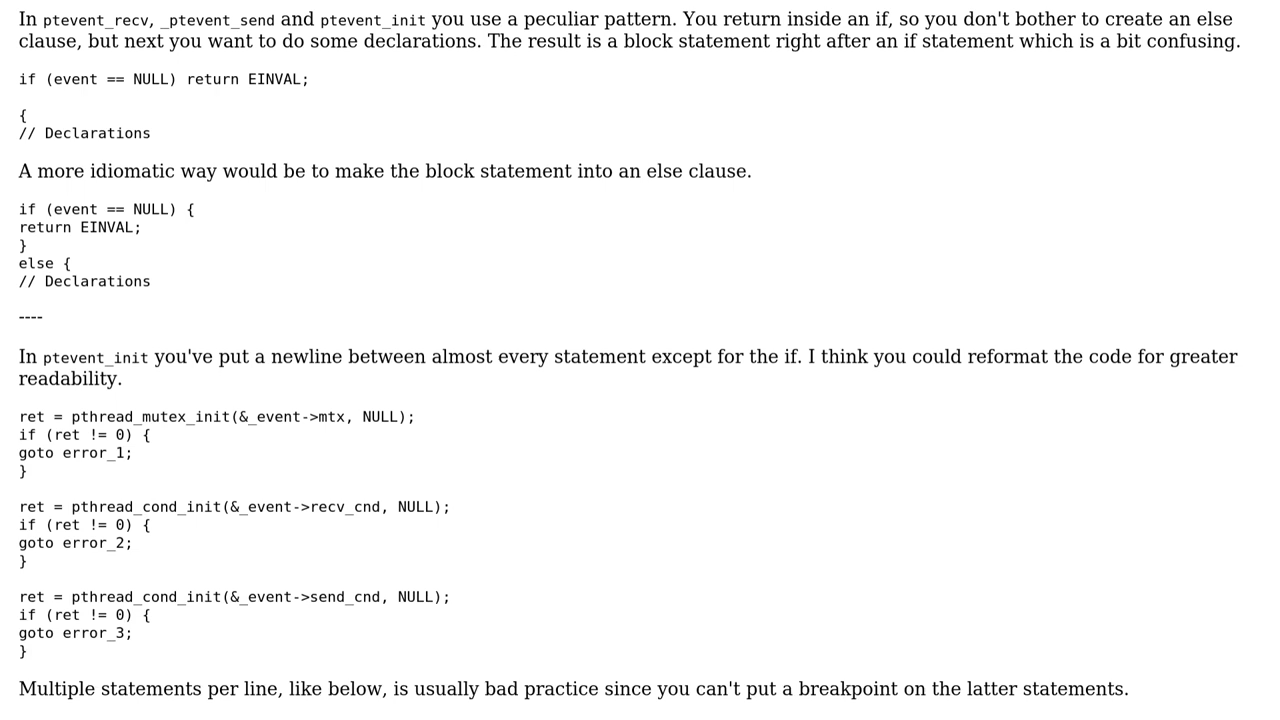 In ptevent_recv, _ptevent_send and ptevent_init you use a peculiar pattern. You return inside an if, so you don't bother to create an else
clause, but next you want to do some declarations. The result is a block statement right after an if statement which is a bit confusing.
if (event == NULL) return EINVAL;
{
// Declarations
A more idiomatic way would be to make the block statement into an else clause.
if (event == NULL) {
return EINVAL;
}
else {
// Declarations
----
In ptevent_init you've put a newline between almost every statement except for the if. I think you could reformat the code for greater
readability.
ret = pthread_mutex_init(&_event->mtx, NULL);
if (ret != 0) {
goto error_1;
}
ret = pthread_cond_init(&_event->recv_cnd, NULL);
if (ret != 0) {
goto error_2;
}
ret = pthread_cond_init(&_event->send_cnd, NULL);
if (ret != 0) {
goto error_3;
}
Multiple statements per line, like below, is usually bad practice since you can't put a breakpoint on the latter statements.